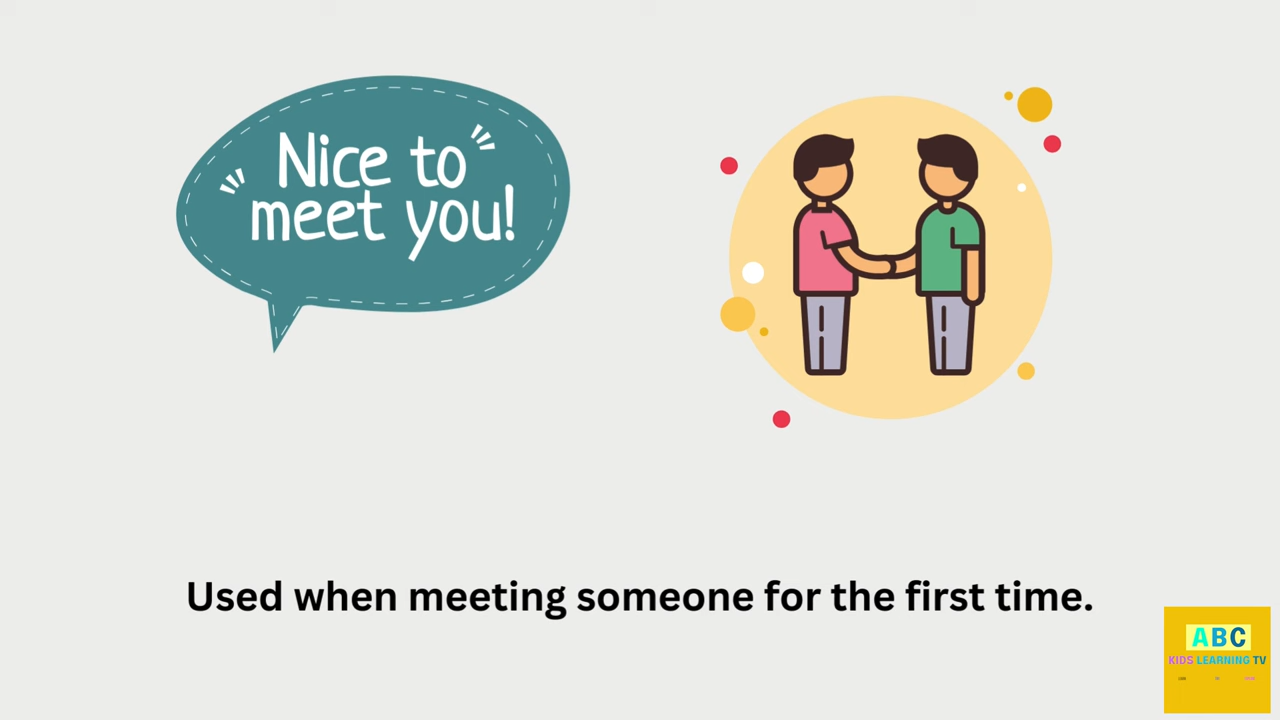 Nice to
meet you!
Used when meeting someone for the first time.
ABC
KIDS LEARNING TV